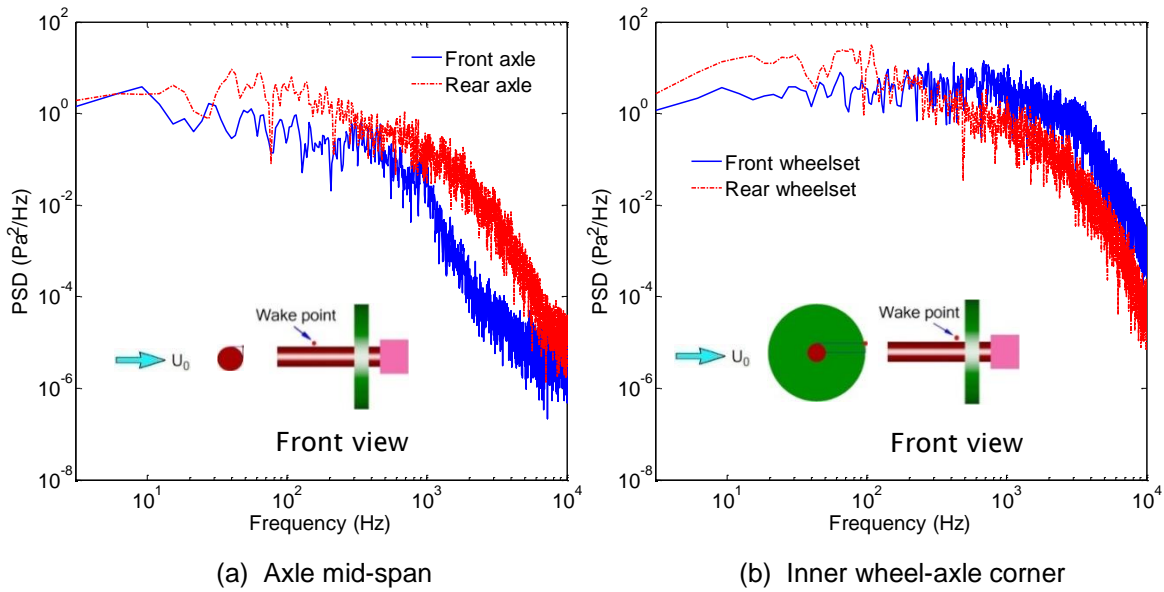 10^2
10^0
10^-2
10^-4
10^-6
10^-8
PSD (Pa^2/Hz)
Front axle
Rear axle
Wake point
U_0
Front view
10^1 10^2 10^3 10^4
Frequency (Hz)
(a) Axle mid-span
10^2
10^0
10^-2
10^-4
10^-6
10^-8
PSD (Pa^2/Hz)
Front wheelset
Rear wheelset
Wake point
U_0
Front view
10^1 10^2 10^3 10^4
Frequency (Hz)
(b) Inner wheel-axle corner